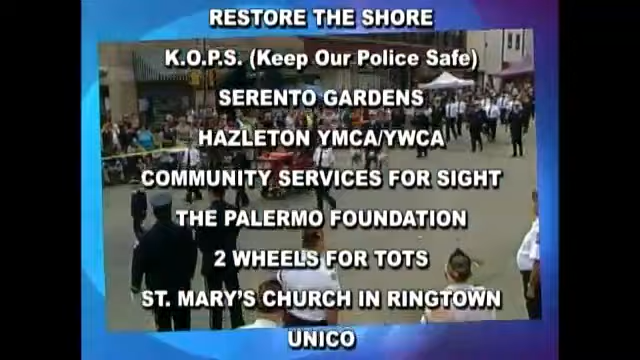 RESTORE THE SHORE
K.O.P.S. (Keep Our Police Safe)
SERENTO GARDENS
HAZLETON YMCA/YWCA
COMMUNITY SERVICES FOR SIGHT
THE PALERMO FOUNDATION
2 WHEELS FOR TOTS
ST. MARY'S CHURCH IN RINGTOWN
UNICO